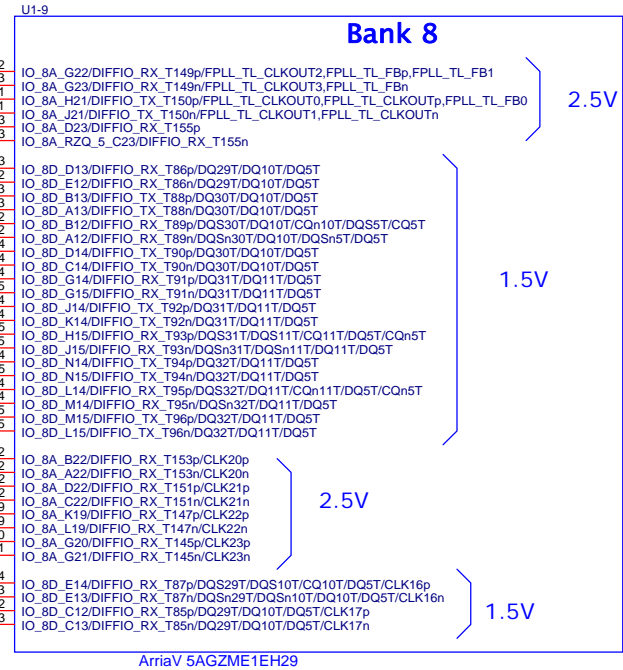 U1-9
Bank 8
IO_8A_G22/DIFFIO_RX_T149p/FPLL_TL_CLKOUT2,FPLL_TL_FBp,FPLL_TL_FB1
IO_8A_G23/DIFFIO_RX_T149n/FPLL_TL_CLKOUT3,FPLL_TL_FBn
IO_8A_H21/DIFFIO_TX_T150p/FPLL_TL_CLKOUT0,FPLL_TL_CLKOUTp,FPLL_TL_FB0
IO_8A_J21/DIFFIO_TX_T150n/FPLL_TL_CLKOUT1,FPLL_TL_CLKOUTn
IO_8A_D23/DIFFIO_RX_T155p
IO_8A_RZQ_5_C23/DIFFIO_RX_T155n
2.5V
IO_8D_D13/DIFFIO_RX_T86p/DQ29T/DQ10T/DQ5T
IO_8D_E12/DIFFIO_RX_T86n/DQ29T/DQ10T/DQ5T
IO_8D_B13/DIFFIO_TX_T88p/DQ30T/DQ10T/DQ5T
IO_8D_A13/DIFFIO_TX_T88n/DQ30T/DQ10T/DQ5T
IO_8D_B12/DIFFIO_RX_T89p/DQS30T/DQ10T/CQn10T/DQS5T/CQ5T
IO_8D_A12/DIFFIO_RX_T89n/DQSn30T/DQ10T/DQSn5T/DQ5T
IO_8D_D14/DIFFIO_TX_T90p/DQ30T/DQ10T/DQ5T
IO_8D_C14/DIFFIO_TX_T90n/DQ30T/DQ10T/DQ5T
IO_8D_G14/DIFFIO_RX_T91p/DQ31T/DQ11T/DQ5T
IO_8D_G15/DIFFIO_RX_T91n/DQ31T/DQ11T/DQ5T
IO_8D_J14/DIFFIO_TX_T92p/DQ31T/DQ11T/DQ5T
IO_8D_K14/DIFFIO_TX_T92n/DQ31T/DQ11T/DQ5T
IO_8D_H15/DIFFIO_RX_T93p/DQS31T/DQS11T/CQ11T/DQ5T/CQn5T
IO_8D_J15/DIFFIO_RX_T93n/DQSn31T/DQSn11T/DQ11T/DQ5T
IO_8D_N14/DIFFIO_TX_T94p/DQ32T/DQ11T/DQ5T
IO_8D_N15/DIFFIO_TX_T94n/DQ32T/DQ11T/DQ5T
IO_8D_L14/DIFFIO_RX_T95p/DQS32T/DQ11T/CQn11T/DQ5T/CQn5T
IO_8D_M14/DIFFIO_RX_T95n/DQSn32T/DQ11T/DQ5T
IO_8D_M15/DIFFIO_TX_T96p/DQ32T/DQ11T/DQ5T
IO_8D_L15/DIFFIO_TX_T96n/DQ32T/DQ11T/DQ5T
1.5V
IO_8A_B22/DIFFIO_RX_T153p/CLK20p
IO_8A_A22/DIFFIO_RX_T153n/CLK20n
IO_8A_D22/DIFFIO_RX_T151p/CLK21p
IO_8A_C22/DIFFIO_RX_T151n/CLK21n
IO_8A_K19/DIFFIO_RX_T147p/CLK22p
IO_8A_L19/DIFFIO_RX_T147n/CLK22n
IO_8A_G20/DIFFIO_RX_T145p/CLK23p
IO_8A_G21/DIFFIO_RX_T145n/CLK23n
2.5V
IO_8D_E14/DIFFIO_RX_T87p/DQS29T/DQS10T/CQ10T/DQ5T/CLK16p
IO_8D_E13/DIFFIO_RX_T87n/DQSn29T/DQSn10T/DQ10T/DQ5T/CLK16n
IO_8D_C12/DIFFIO_RX_T85p/DQ29T/DQ10T/DQ5T/CLK17p
IO_8D_C13/DIFFIO_RX_T85n/DQ29T/DQ10T/DQ5T/CLK17n
1.5V
ArriaV 5AGZME1EH29